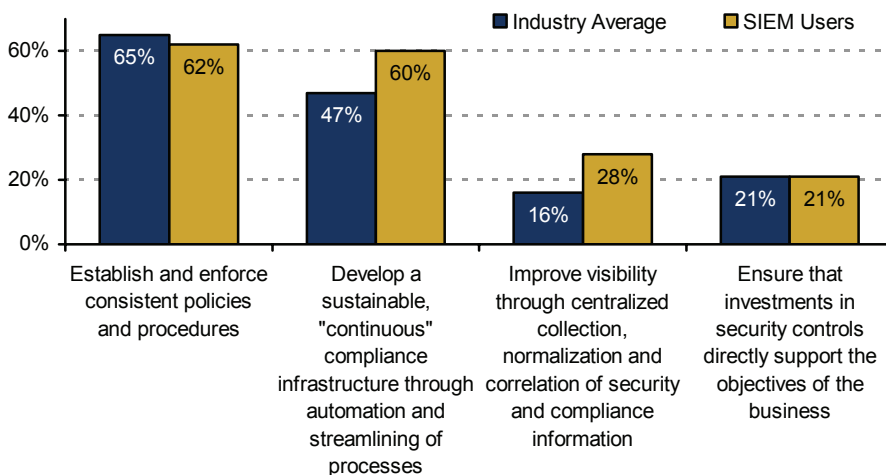 Industry Average SIEM Users
60%
40%
20%
0%
65%
62%
47%
60%
16%
28%
21%
21%
Establish and enforce
consistent policies
and procedures
Develop a
sustainable,
"continuous"
compliance
infrastructure through
automation and
streamlining of
processes
Improve visibility
through centralized
collection,
normalization and
correlation of security
and compliance
information
Ensure that
investments in
security controls
directly support the
objectives of the
business